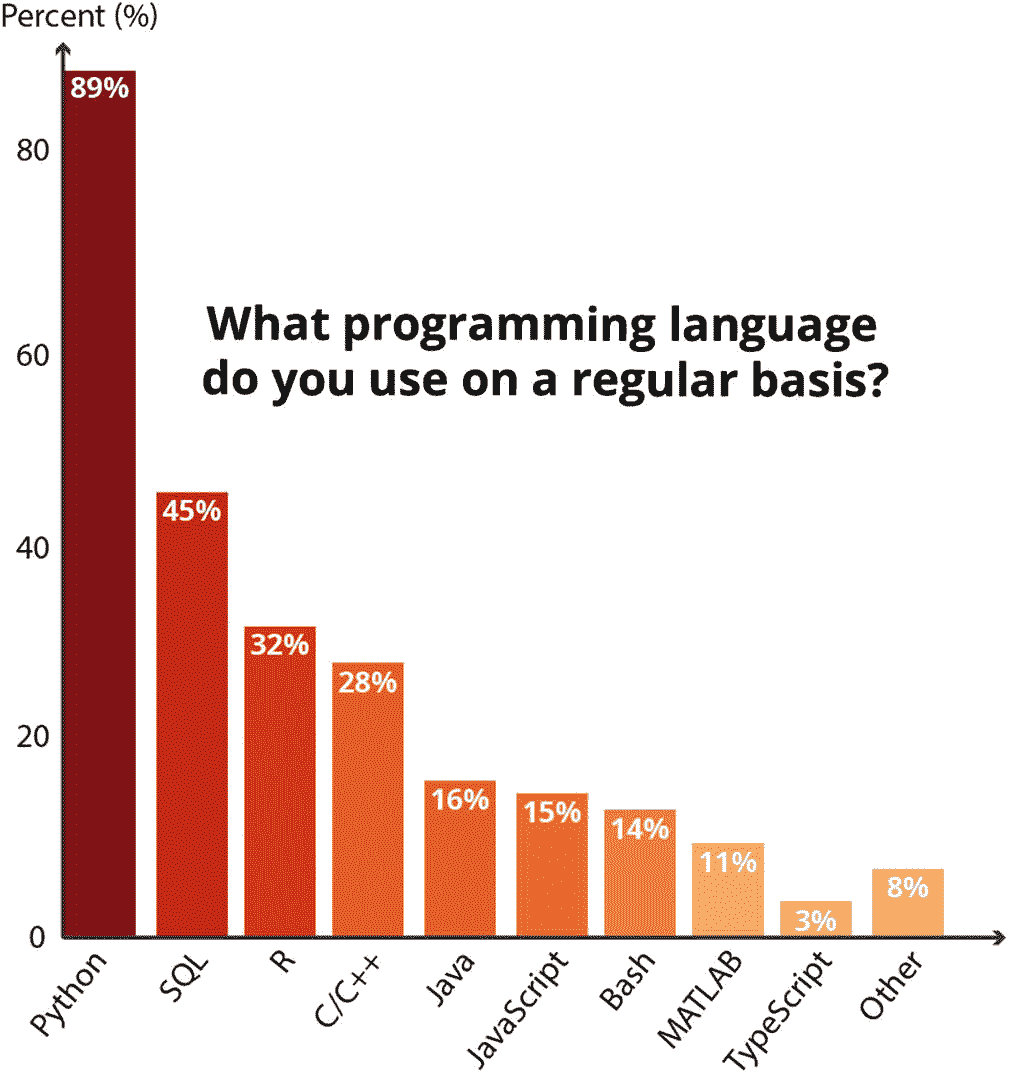 Percent (%)
89%
80
What programming language
do you use on a regular basis?
60
45%
40
32%
28%
20
16%
15%
14%
11%
3%
8%
0
Python
SQL
R
C/C++
Java
JavaScript
Bash
MATLAB
TypeScript
Other